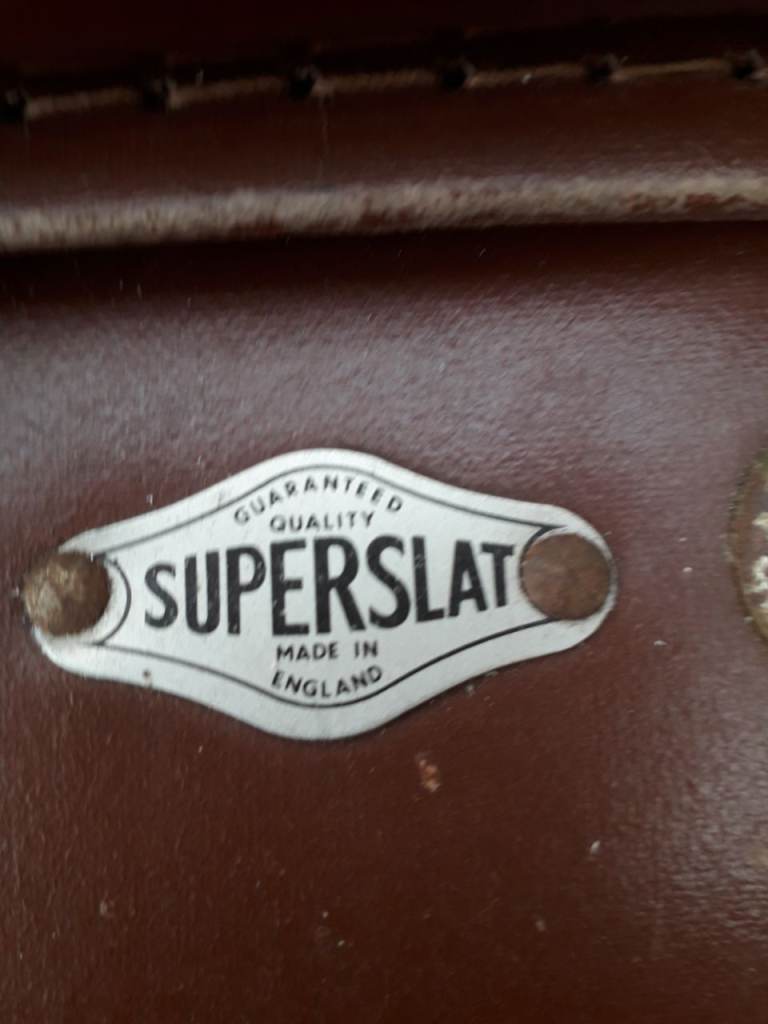 GUARANTEED
QUALITY
SUPERSLAT
MADE IN
ENGLAND